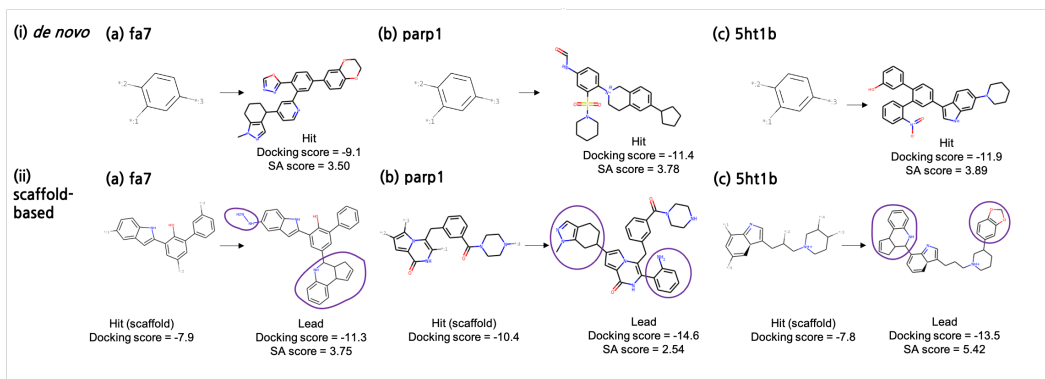 (i) de novo (a) fa7 (b) parp1 (c) 5ht1b
Hit
Docking score = -9.1
SA score = 3.50
Hit
Docking score = -11.4
SA score = 3.78
Hit
Docking score = -11.9
SA score = 3.89
(ii) scaffold-based
(a) fa7 (b) parp1 (c) 5ht1b
Hit (scaffold)
Docking score = -7.9
Lead
Docking score = -11.3
SA score = 3.75
Hit (scaffold)
Docking score = -10.4
Lead
Docking score = -14.6
SA score = 2.54
Hit (scaffold)
Docking score = -7.8
Lead
Docking score = -13.5
SA score = 5.42